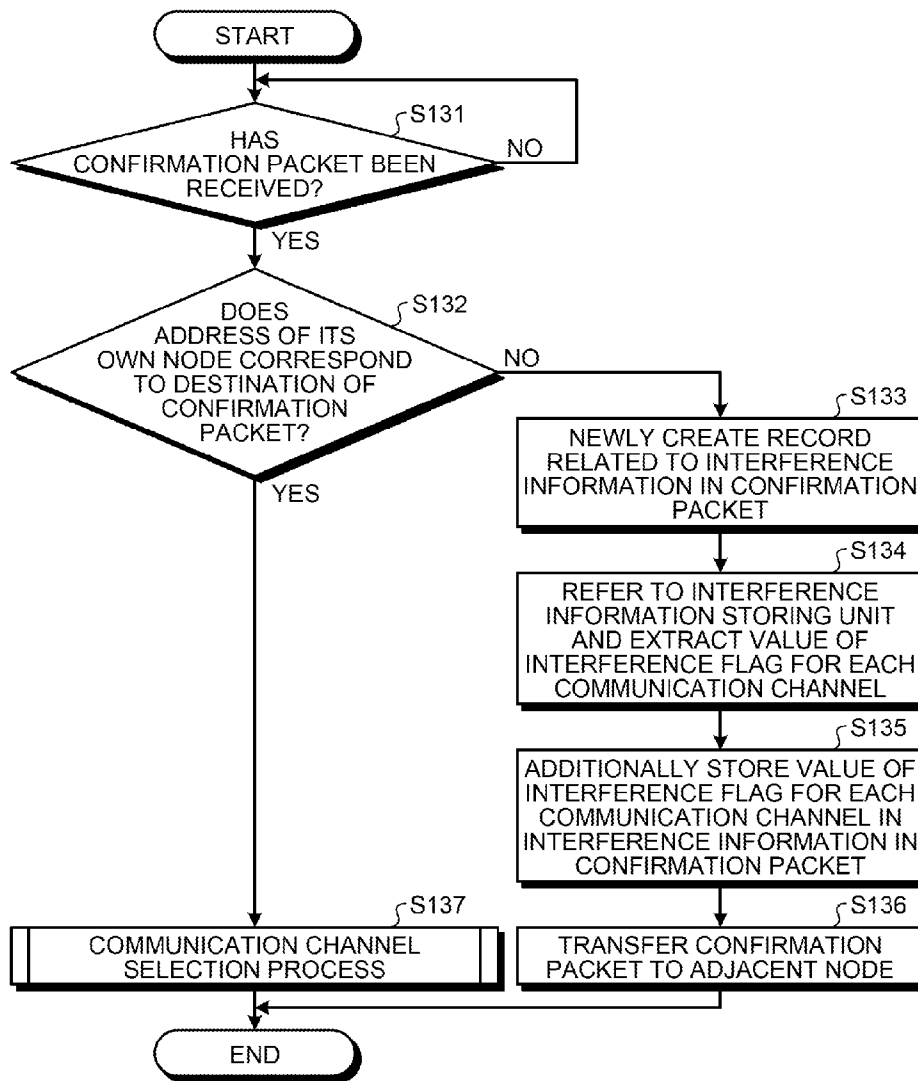 START
S131
HAS
CONFIRMATION PACKET BEEN
RECEIVED?
NO
YES
S132
DOES
ADDRESS OF ITS
OWN NODE CORRESPOND
TO DESTINATION OF
CONFIRMATION
PACKET?
NO
YES
S133
NEWLY CREATE RECORD
RELATED TO INTERFERENCE
INFORMATION IN CONFIRMATION
PACKET
S134
REFER TO INTERFERENCE
INFORMATION STORING UNIT
AND EXTRACT VALUE OF
INTERFERENCE FLAG FOR EACH
COMMUNICATION CHANNEL
S135
ADDITIONALLY STORE VALUE OF
INTERFERENCE FLAG FOR EACH
COMMUNICATION CHANNEL IN
INTERFERENCE INFORMATION IN
CONFIRMATION PACKET
S136
TRANSFER CONFIRMATION
PACKET TO ADJACENT NODE
S137
COMMUNICATION CHANNEL
SELECTION PROCESS
END